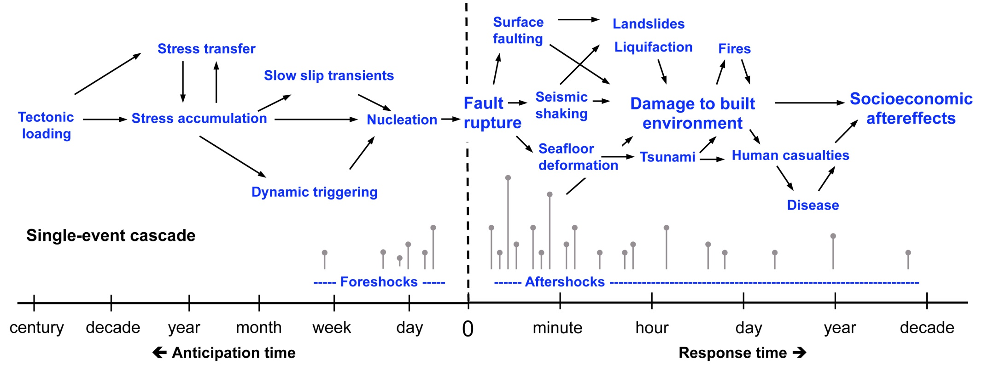 Surface
faulting
Landslides
Liquifaction
Fires
Stress transfer
Slow slip transients
Tectonic
loading
Stress accumulation
Nucleation
Fault
rupture
Seismic
shaking
Damage to built
environment
Socioeconomic
aftereffects
Seafloor
deformation
Tsunami
Human casualties
Dynamic triggering
Disease
Single-event cascade
----- Foreshocks -----
------ Aftershocks --------------------------------------------------------------
century decade year month week day 0 minute hour day year decade
← Anticipation time
Response time →